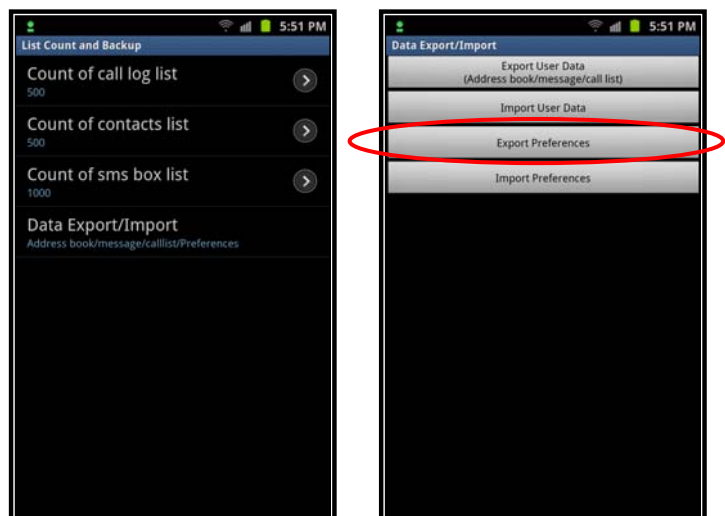 5:51 PM
List Count and Backup
Count of call log list
500
Count of contacts list
500
Count of sms box list
1000
Data Export/Import
Address book/message/calllist/Preferences
5:51 PM
Data Export/Import
Export User Data
(Address book/message/call list)
Import User Data
Export Preferences
Import Preferences